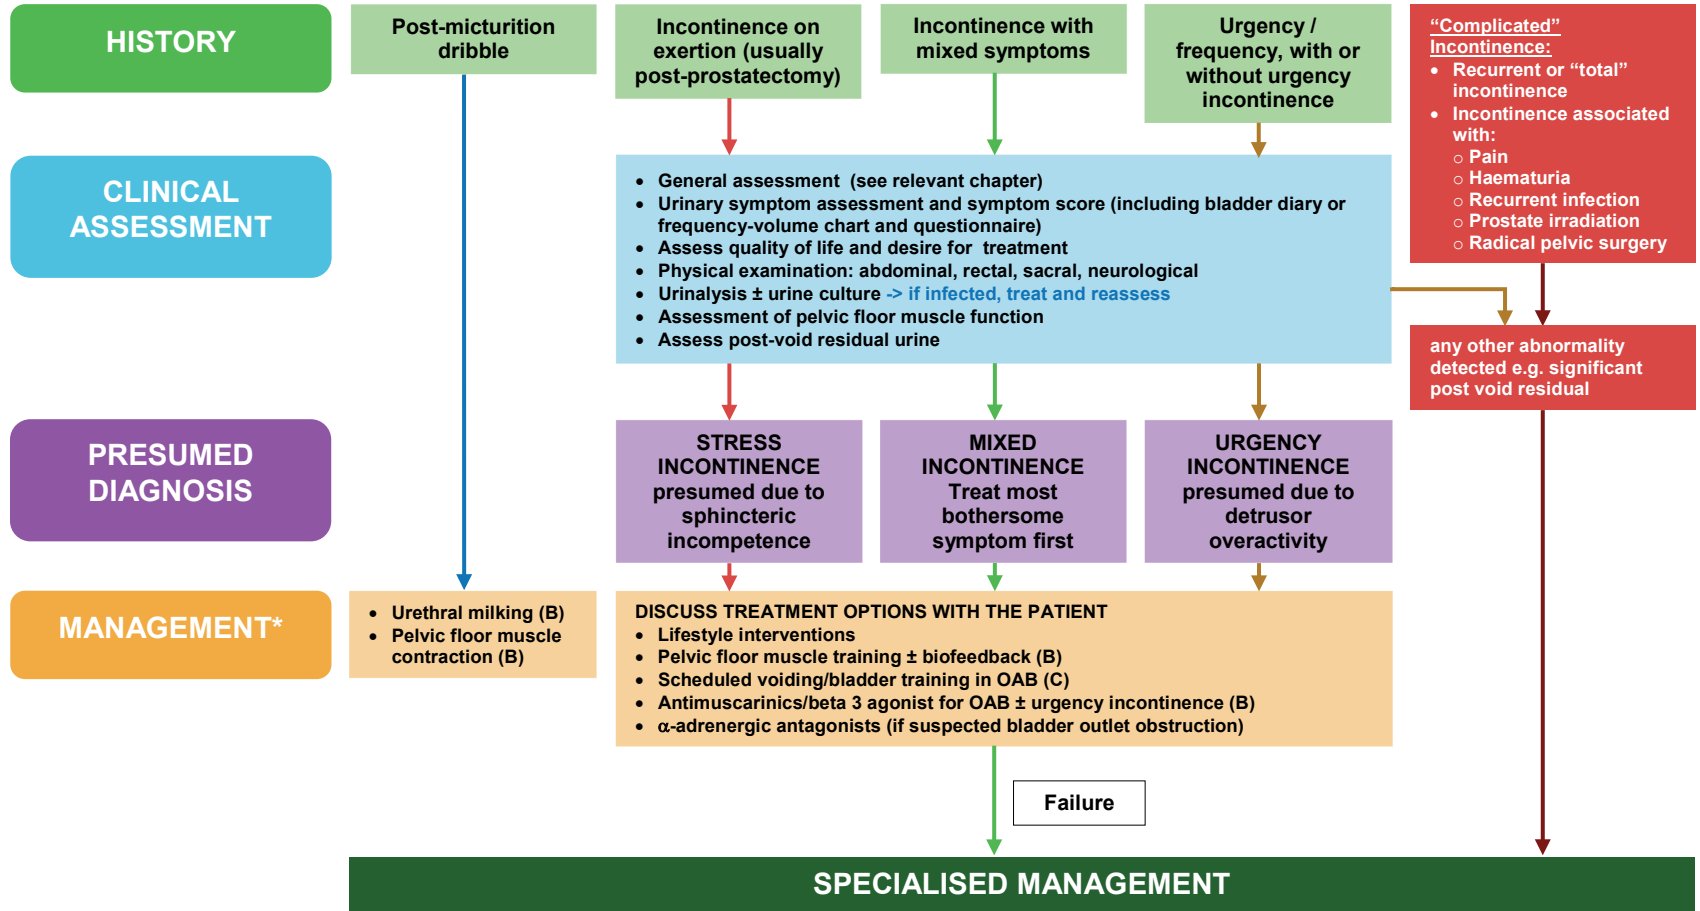 HISTORY
Post-micturition
dribble
Incontinence on
exertion (usually
post-prostatectomy)
Incontinence with
mixed symptoms
Urgency /
frequency, with or
without urgency
incontinence
“Complicated”
Incontinence:
• Recurrent or “total”
incontinence
• Incontinence associated
with:
o Pain
o Haematuria
o Recurrent infection
o Prostate irradiation
o Radical pelvic surgery
CLINICAL
ASSESSMENT
• General assessment (see relevant chapter)
• Urinary symptom assessment and symptom score (including bladder diary or
frequency-volume chart and questionnaire)
• Assess quality of life and desire for treatment
• Physical examination: abdominal, rectal, sacral, neurological
• Urinalysis ± urine culture -> if infected, treat and reassess
• Assessment of pelvic floor muscle function
• Assess post-void residual urine
any other abnormality
detected e.g. significant
post void residual
PRESUMED
DIAGNOSIS
STRESS
INCONTINENCE
presumed due to
sphincteric
incompetence
MIXED
INCONTINENCE
Treat most
bothersome
symptom first
URGENCY
INCONTINENCE
presumed due to
detrusor
overactivity
MANAGEMENT*
• Urethral milking (B)
• Pelvic floor muscle
contraction (B)
DISCUSS TREATMENT OPTIONS WITH THE PATIENT
• Lifestyle interventions
• Pelvic floor muscle training ± biofeedback (B)
• Scheduled voiding/bladder training in OAB (C)
• Antimuscarinics/beta 3 agonist for OAB ± urgency incontinence (B)
• α-adrenergic antagonists (if suspected bladder outlet obstruction)
Failure
SPECIALISED MANAGEMENT